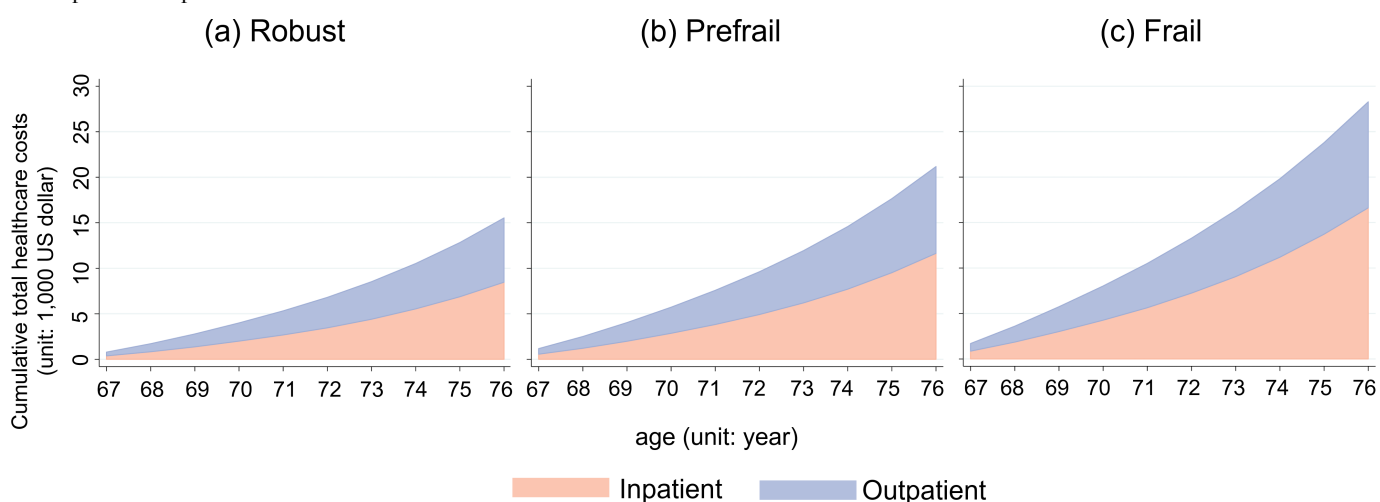 (a) Robust
(b) Prefrail
(c) Frail
Cumulative total healthcare costs
(unit: 1,000 US dollar)
30
25
20
15
10
5
0
67 68 69 70 71 72 73 74 75 76
67 68 69 70 71 72 73 74 75 76
67 68 69 70 71 72 73 74 75 76
age (unit: year)
Inpatient
Outpatient